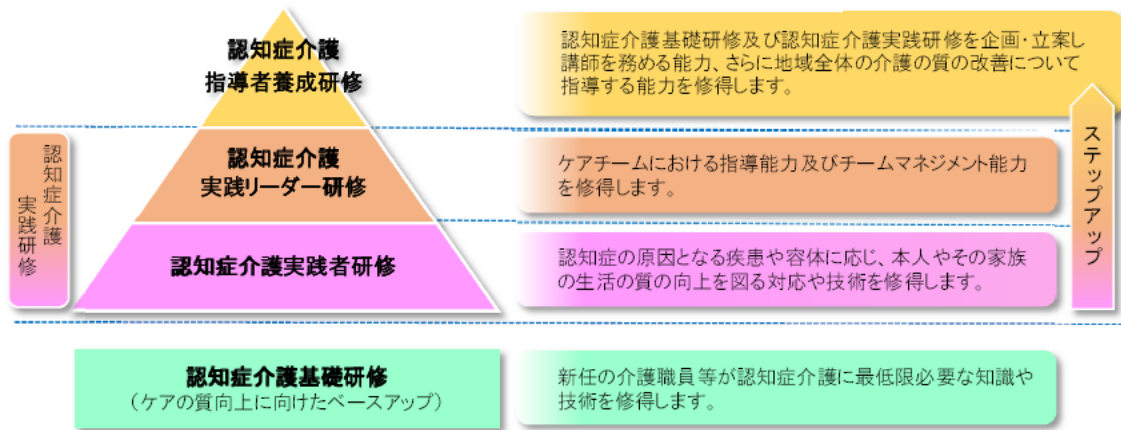 認知症介護
指導者養成研修
認知症介護基礎研修及び認知症介護実践研修を企画・立案し
講師を務める能力、さらに地域全体の介護の質の改善について
指導する能力を修得します。
認知症介護
実践研修
認知症介護
実践リーダー研修
ケアチームにおける指導能力及びチームマネジメント能力
を修得します。
ステップアップ
認知症介護実践者研修
認知症の原因となる疾患や容体に応じ、本人やその家族
の生活の質の向上を図る対応や技術を修得します。
認知症介護基礎研修
（ケアの質向上に向けたベースアップ）
新任の介護職員等が認知症介護に最低限必要な知識や
技術を修得します。